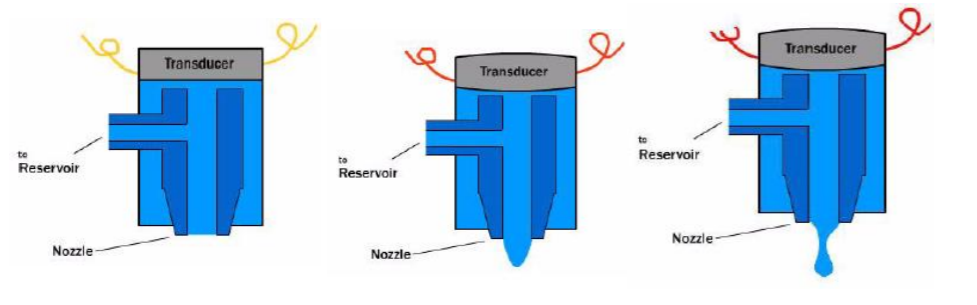 Transducer
to
Reservoir
Nozzle
Transducer
to
Reservoir
Nozzle
Transducer
to
Reservoir
Nozzle